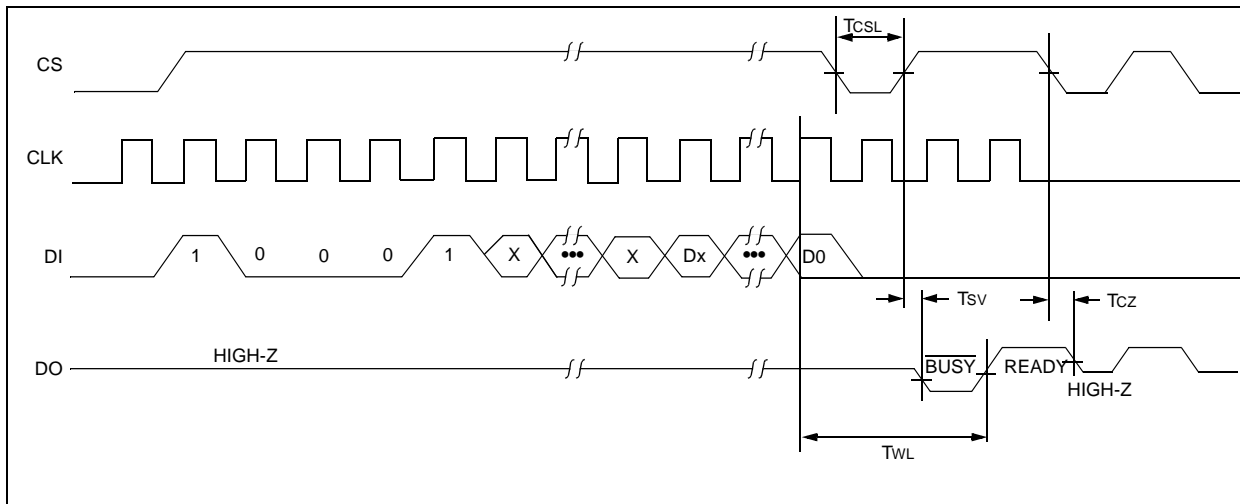 TCSL
CS
CLK
DI
1
0
0
0
1
X
•••
X
Dx
•••
D0
TSV
TCZ
DO
HIGH-Z
BUSY
READY
HIGH-Z
TWL